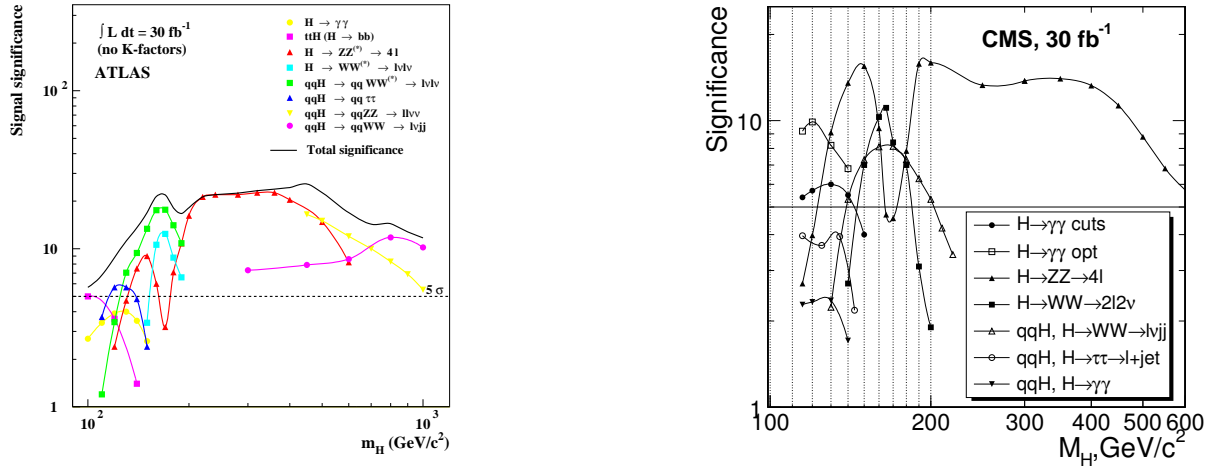 Signal significance
∫ L dt = 30 fb⁻¹
(no K-factors)
ATLAS
H → γγ
ttH (H → bb)
H → ZZ⁽*⁾ → 4l
H → WW⁽*⁾ → lνlν
qqH → qq WW⁽*⁾ → lνlν
qqH → qq ττ
qqH → qqZZ → llνν
qqH → qqWW → lνjj
Total significance
10²
10
1
5 σ
10² 10³
m_H (GeV/c²)
Significance
CMS, 30 fb⁻¹
10
1
H→γγ cuts
H→γγ opt
H→ZZ→4l
H→WW→2l2ν
qqH, H→WW→lνjj
qqH, H→ττ→l+jet
qqH, H→γγ
100 200 300 400 500 600
M_H,GeV/c²